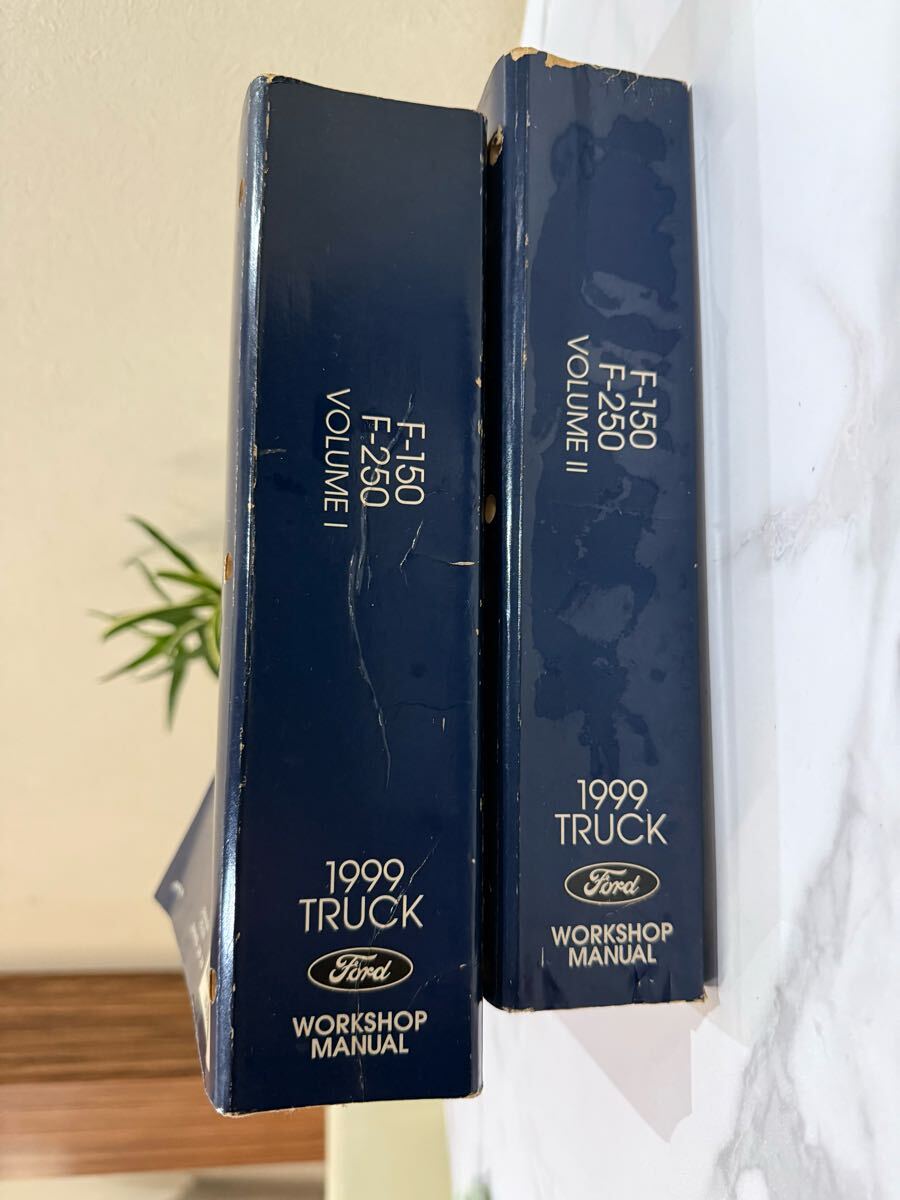 F-150
F-250
VOLUME I
1999
TRUCK
Ford
WORKSHOP
MANUAL
F-150
F-250
VOLUME II
1999
TRUCK
Ford
WORKSHOP
MANUAL